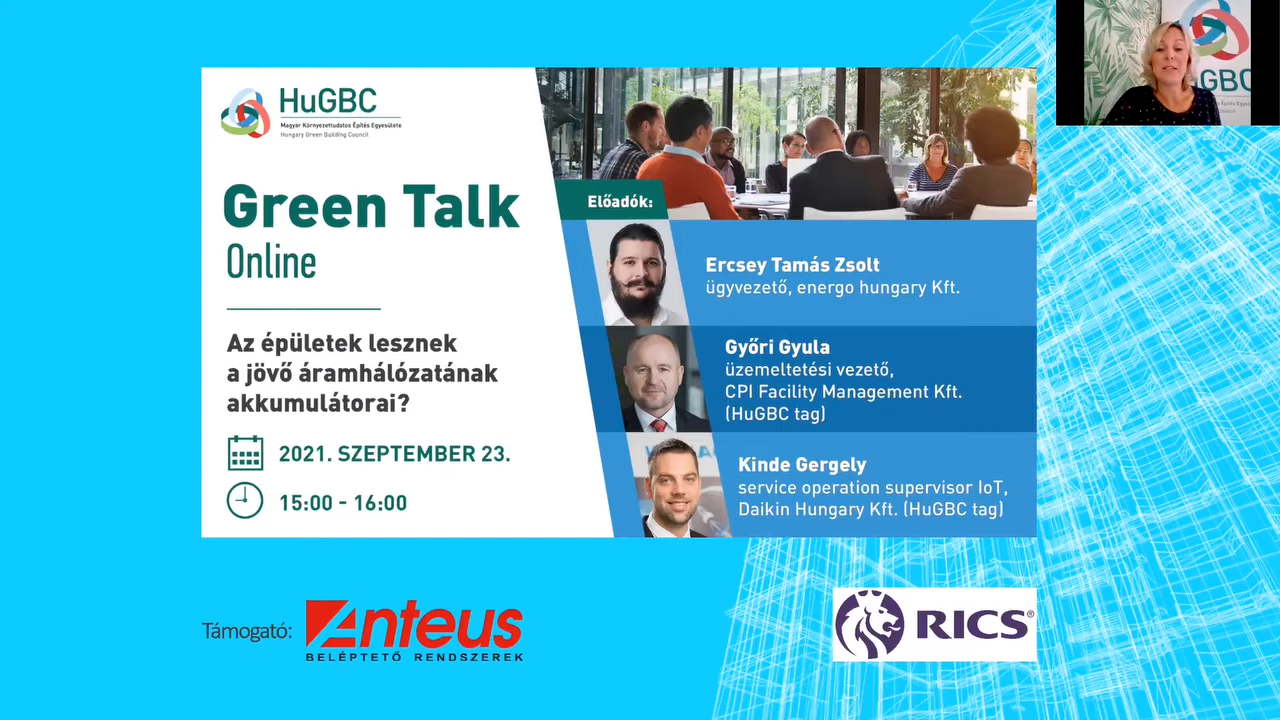 HuGBC
Magyar Környezettudatos Építés Egyesülete
Hungary Green Building Council
Green Talk
Online
Az épületek lesznek
a jövő áramhálózatának
akkumulátorai?
2021. SZEPTEMBER 23.
15:00 - 16:00
Előadók:
Ercsey Tamás Zsolt
ügyvezető, energo hungary Kft.
Győri Gyula
üzemeltetési vezető,
CPI Facility Management Kft.
(HuGBC tag)
Kinde Gergely
service operation supervisor IoT,
Daikin Hungary Kft. (HuGBC tag)
Támogató:
Anteus
BELÉPTETŐ RENDSZEREK
RICS®
GBC